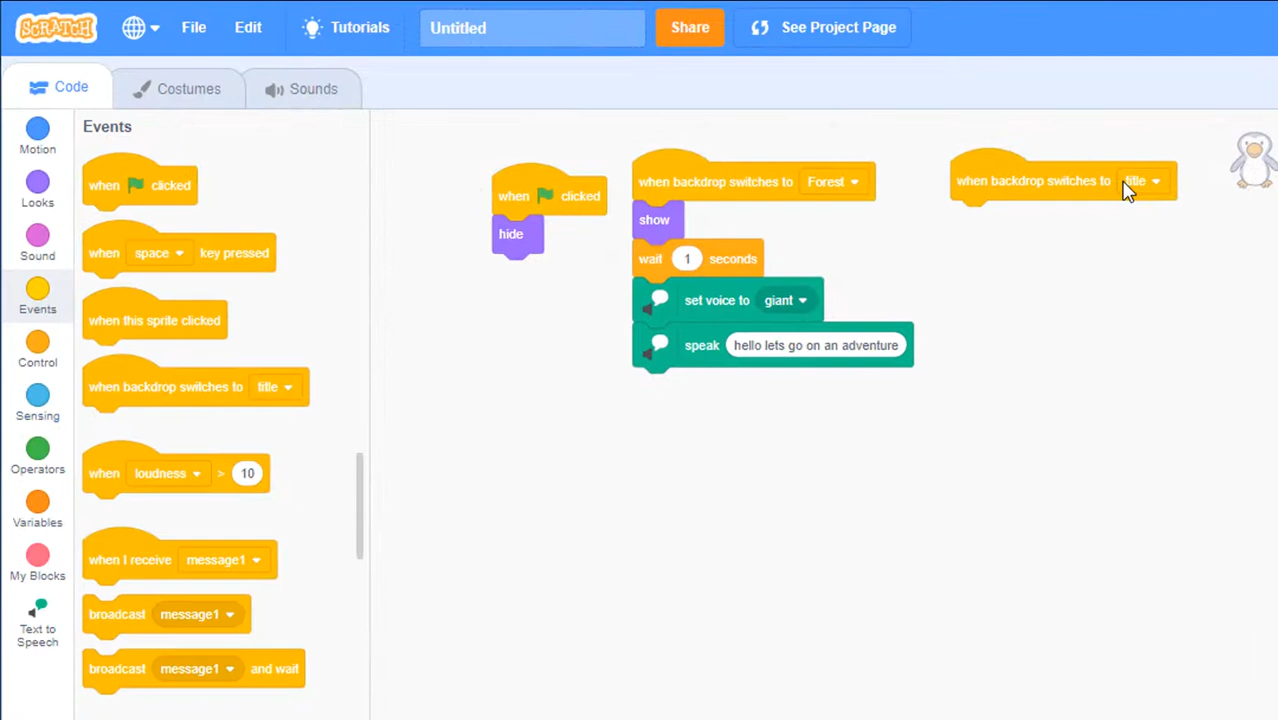 SCRATCH File Edit Tutorials Untitled Share See Project Page
Code Costumes Sounds
Motion
Looks
Sound
Events
Control
Sensing
Operators
Variables
My Blocks
Text to
Speech
Events
when clicked
when space key pressed
when this sprite clicked
when backdrop switches to title
when loudness > 10
when I receive message1
broadcast message1
broadcast message1 and wait
when clicked
hide
when backdrop switches to Forest
show
wait 1 seconds
set voice to giant
speak hello lets go on an adventure
when backdrop switches to title